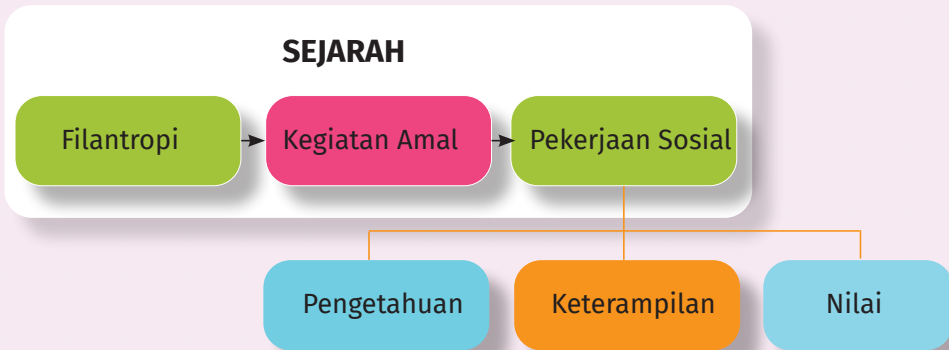 SEJARAH
Filantropi
Kegiatan Amal
Pekerjaan Sosial
Pengetahuan
Keterampilan
Nilai